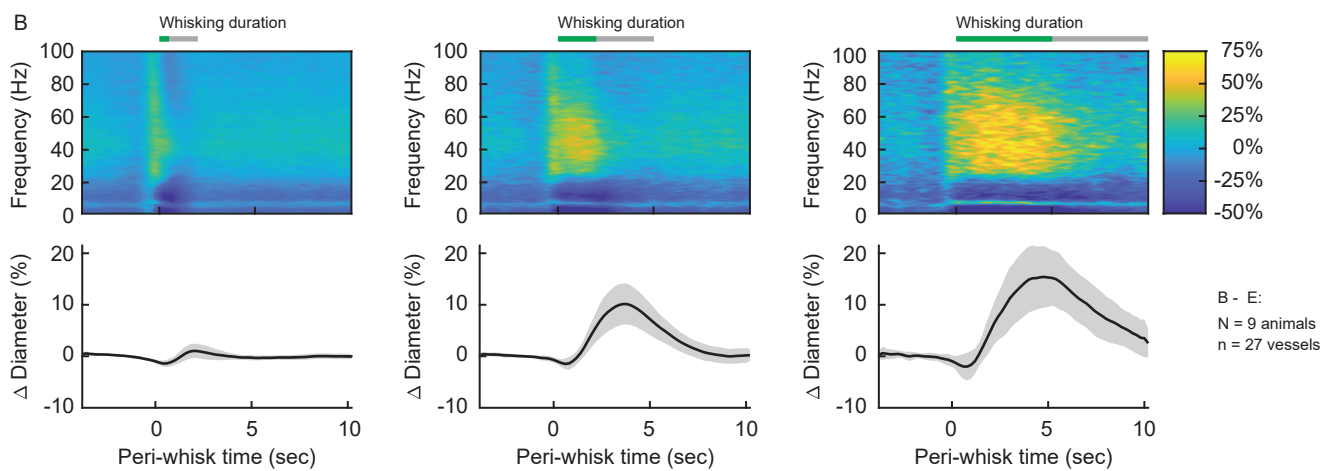 B
Whisking duration
Whisking duration
Whisking duration
100
80
60
40
20
0
Frequency (Hz)
100
80
60
40
20
0
Frequency (Hz)
100
80
60
40
20
0
Frequency (Hz)
75%
50%
25%
0%
-25%
-50%
20
10
0
-10
Δ Diameter (%)
0
5
10
Peri-whisk time (sec)
20
10
0
-10
Δ Diameter (%)
0
5
10
Peri-whisk time (sec)
20
10
0
-10
Δ Diameter (%)
0
5
10
Peri-whisk time (sec)
B - E:
N = 9 animals
n = 27 vessels